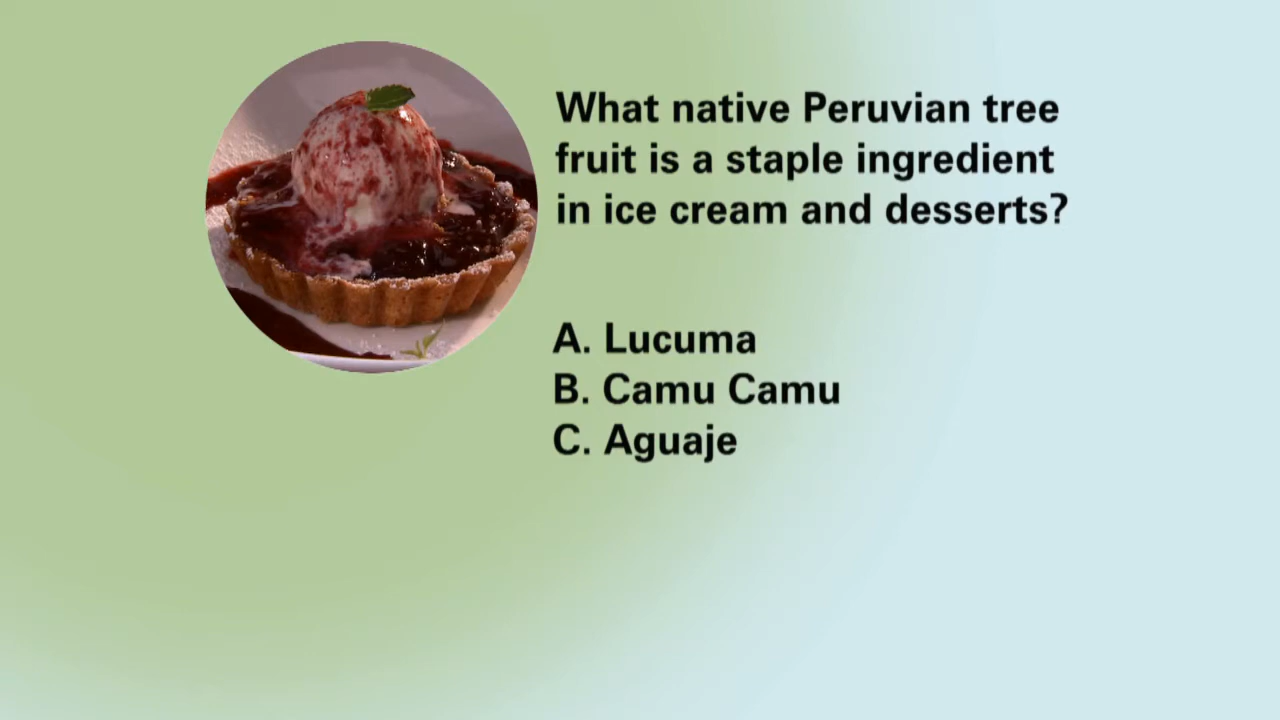 What native Peruvian tree
fruit is a staple ingredient
in ice cream and desserts?
A. Lucuma
B. Camu Camu
C. Aguaje